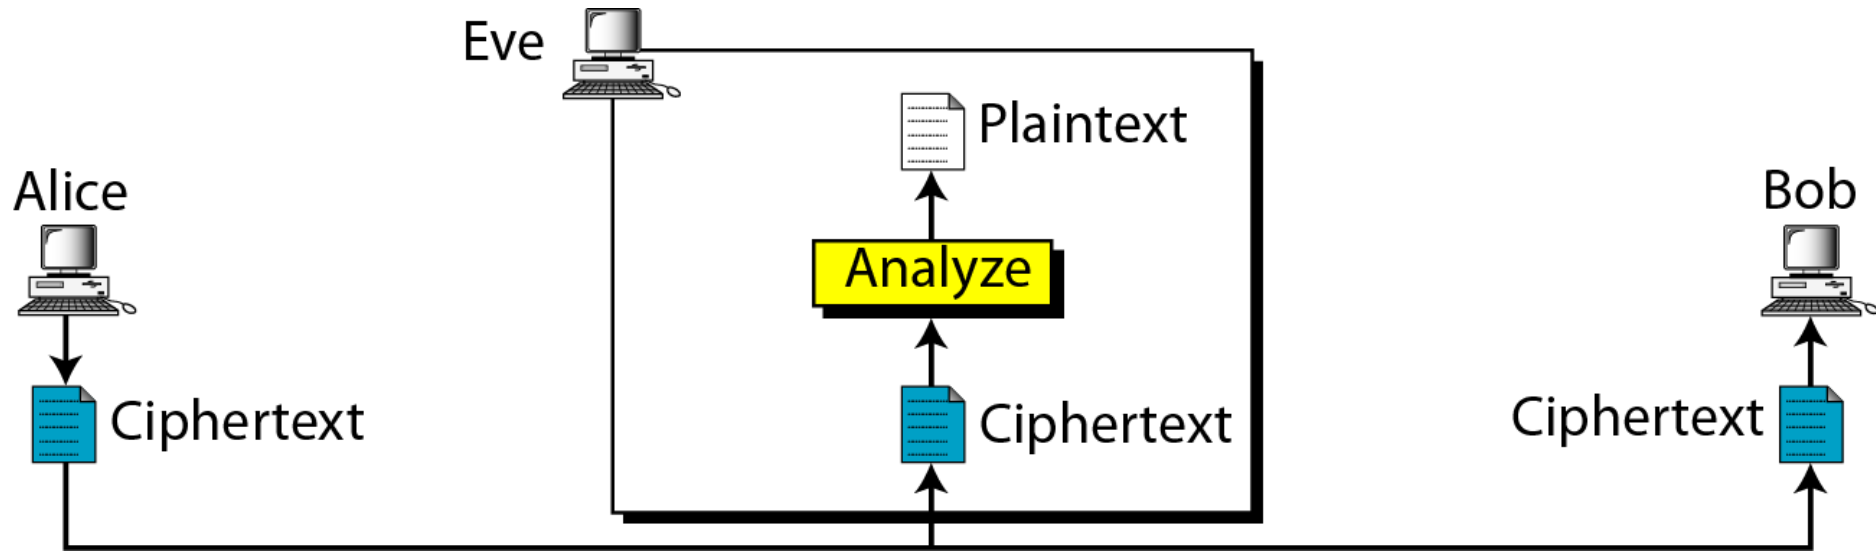 Eve
Plaintext
Alice
Bob
Analyze
Ciphertext
Ciphertext
Ciphertext